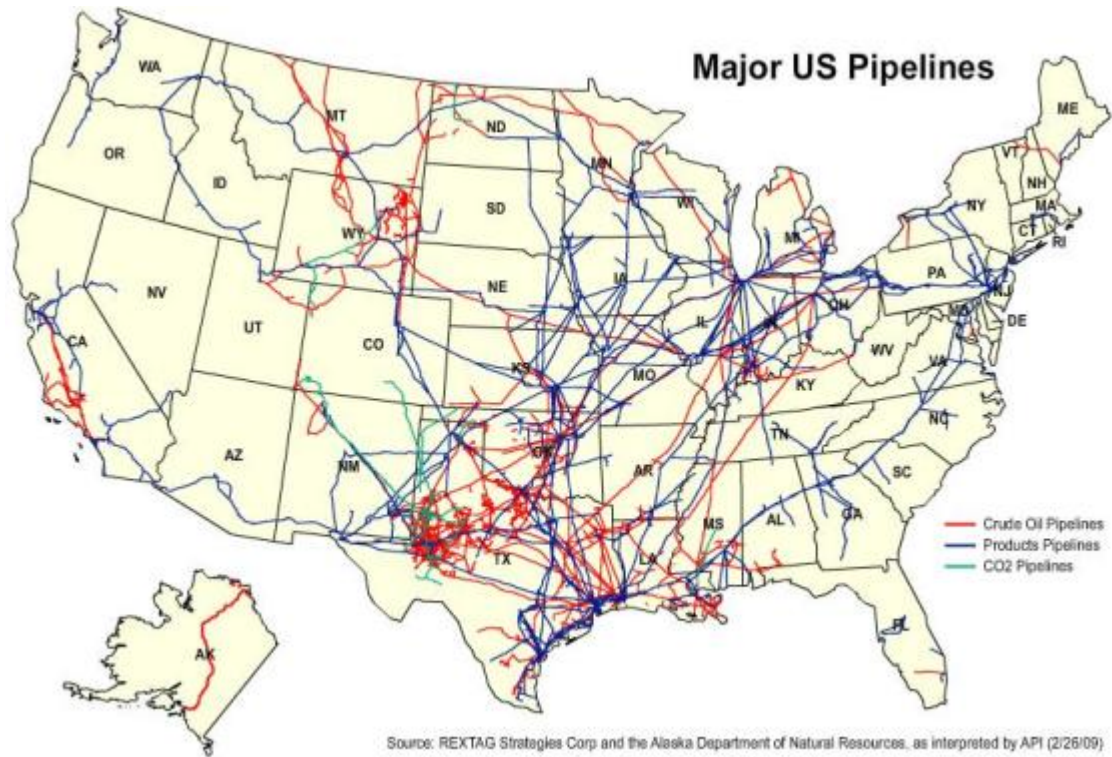 Major US Pipelines
WA
MT
ND
ME
OR
ID
MN
VT
NH
SD
WI
NY
MA
WY
MI
CT
RI
NE
IA
PA
NV
NJ
UT
IL
OH
MD
DE
CA
CO
WV
VA
KS
MO
KY
NC
TN
AZ
NM
OK
AR
SC
MS
AL
GA
Crude Oil Pipelines
TX
LA
Products Pipelines
CO2 Pipelines
FL
AK
Source: REXTAG Strategies Corp and the Alaska Department of Natural Resources, as interpreted by API (2/26/09)